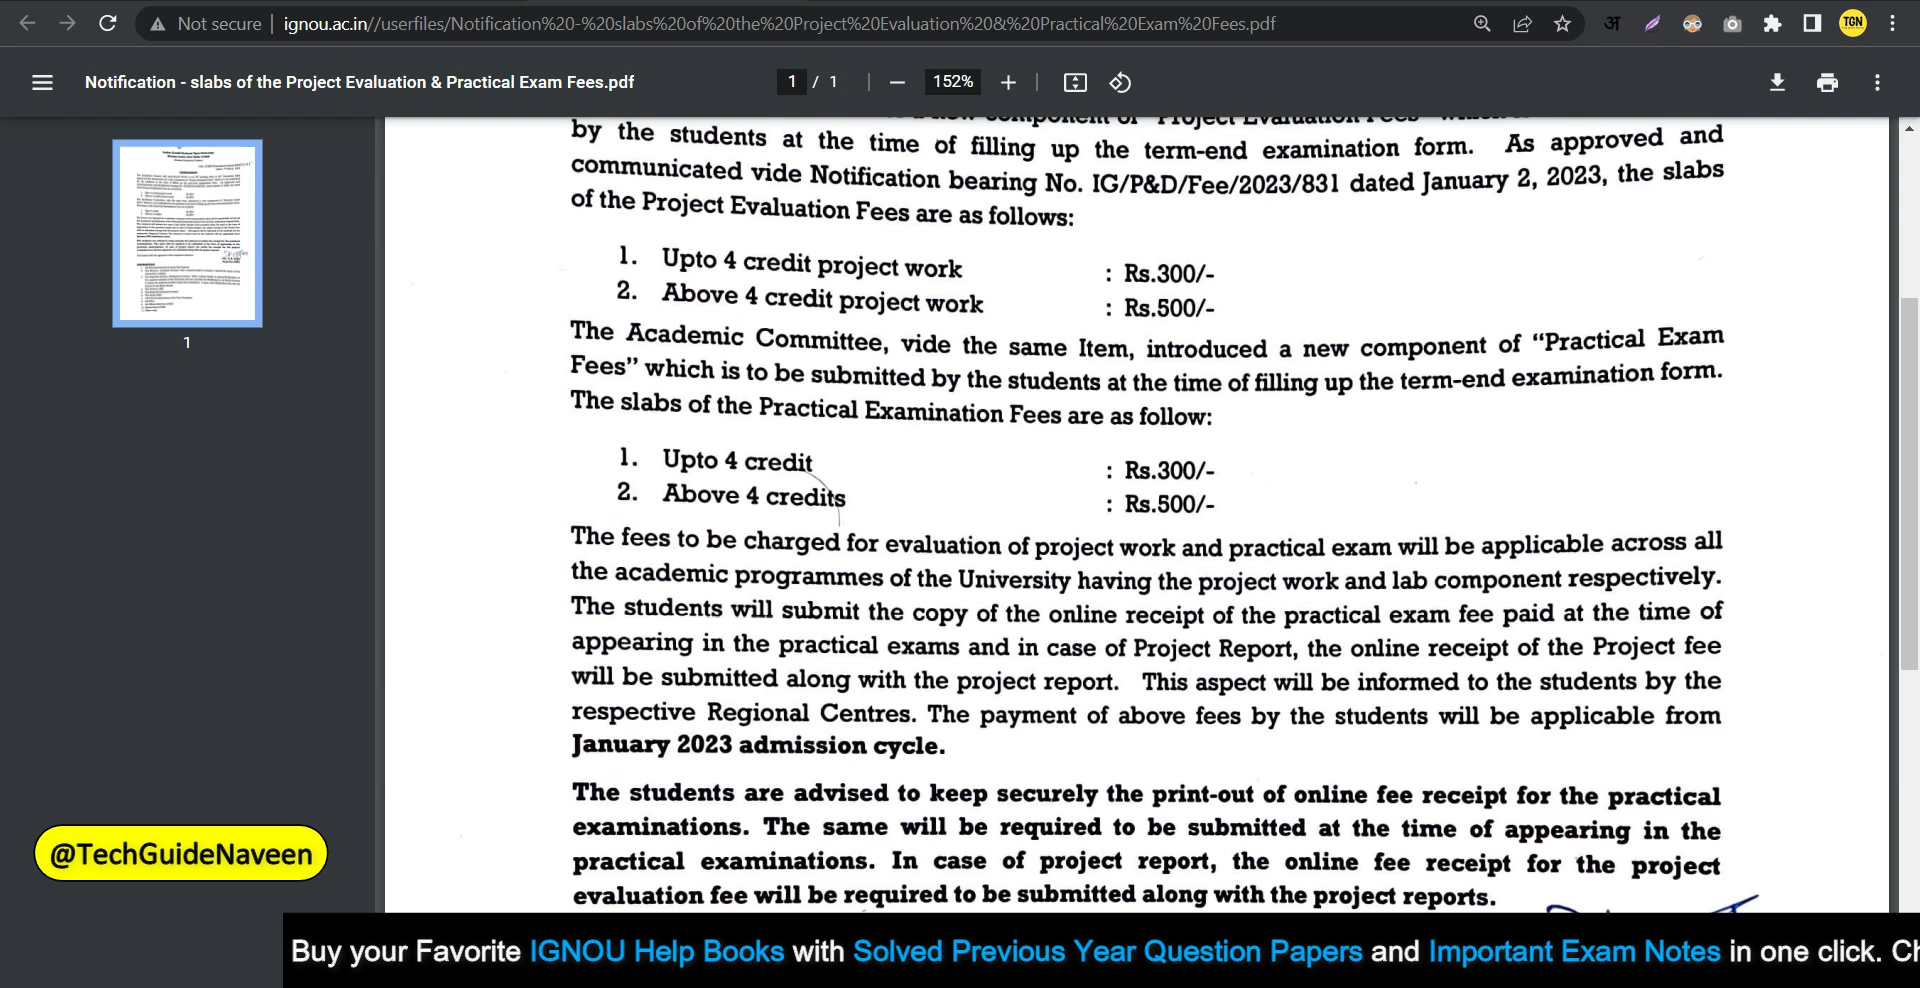 Not secure | ignou.ac.in//userfiles/Notification%20-%20slabs%20of%20the%20Project%20Evaluation%20&%20Practical%20Exam%20Fees.pdf
अ
TGN
Notification - slabs of the Project Evaluation & Practical Exam Fees.pdf
1 / 1
152%
1
component of "Project Evaluation Fees"
by the students at the time of filling up the term-end examination form. As approved and
communicated vide Notification bearing No. IG/P&D/Fee/2023/831 dated January 2, 2023, the slabs
of the Project Evaluation Fees are as follows:
1. Upto 4 credit project work : Rs.300/-
2. Above 4 credit project work : Rs.500/-
The Academic Committee, vide the same Item, introduced a new component of “Practical Exam
Fees” which is to be submitted by the students at the time of filling up the term-end examination form.
The slabs of the Practical Examination Fees are as follow:
1. Upto 4 credit : Rs.300/-
2. Above 4 credits : Rs.500/-
The fees to be charged for evaluation of project work and practical exam will be applicable across all
the academic programmes of the University having the project work and lab component respectively.
The students will submit the copy of the online receipt of the practical exam fee paid at the time of
appearing in the practical exams and in case of Project Report, the online receipt of the Project fee
will be submitted along with the project report. This aspect will be informed to the students by the
respective Regional Centres. The payment of above fees by the students will be applicable from
January 2023 admission cycle.
The students are advised to keep securely the print-out of online fee receipt for the practical
examinations. The same will be required to be submitted at the time of appearing in the
practical examinations. In case of project report, the online fee receipt for the project
evaluation fee will be required to be submitted along with the project reports.
@TechGuideNaveen
Buy your Favorite IGNOU Help Books with Solved Previous Year Question Papers and Important Exam Notes in one click. Ch